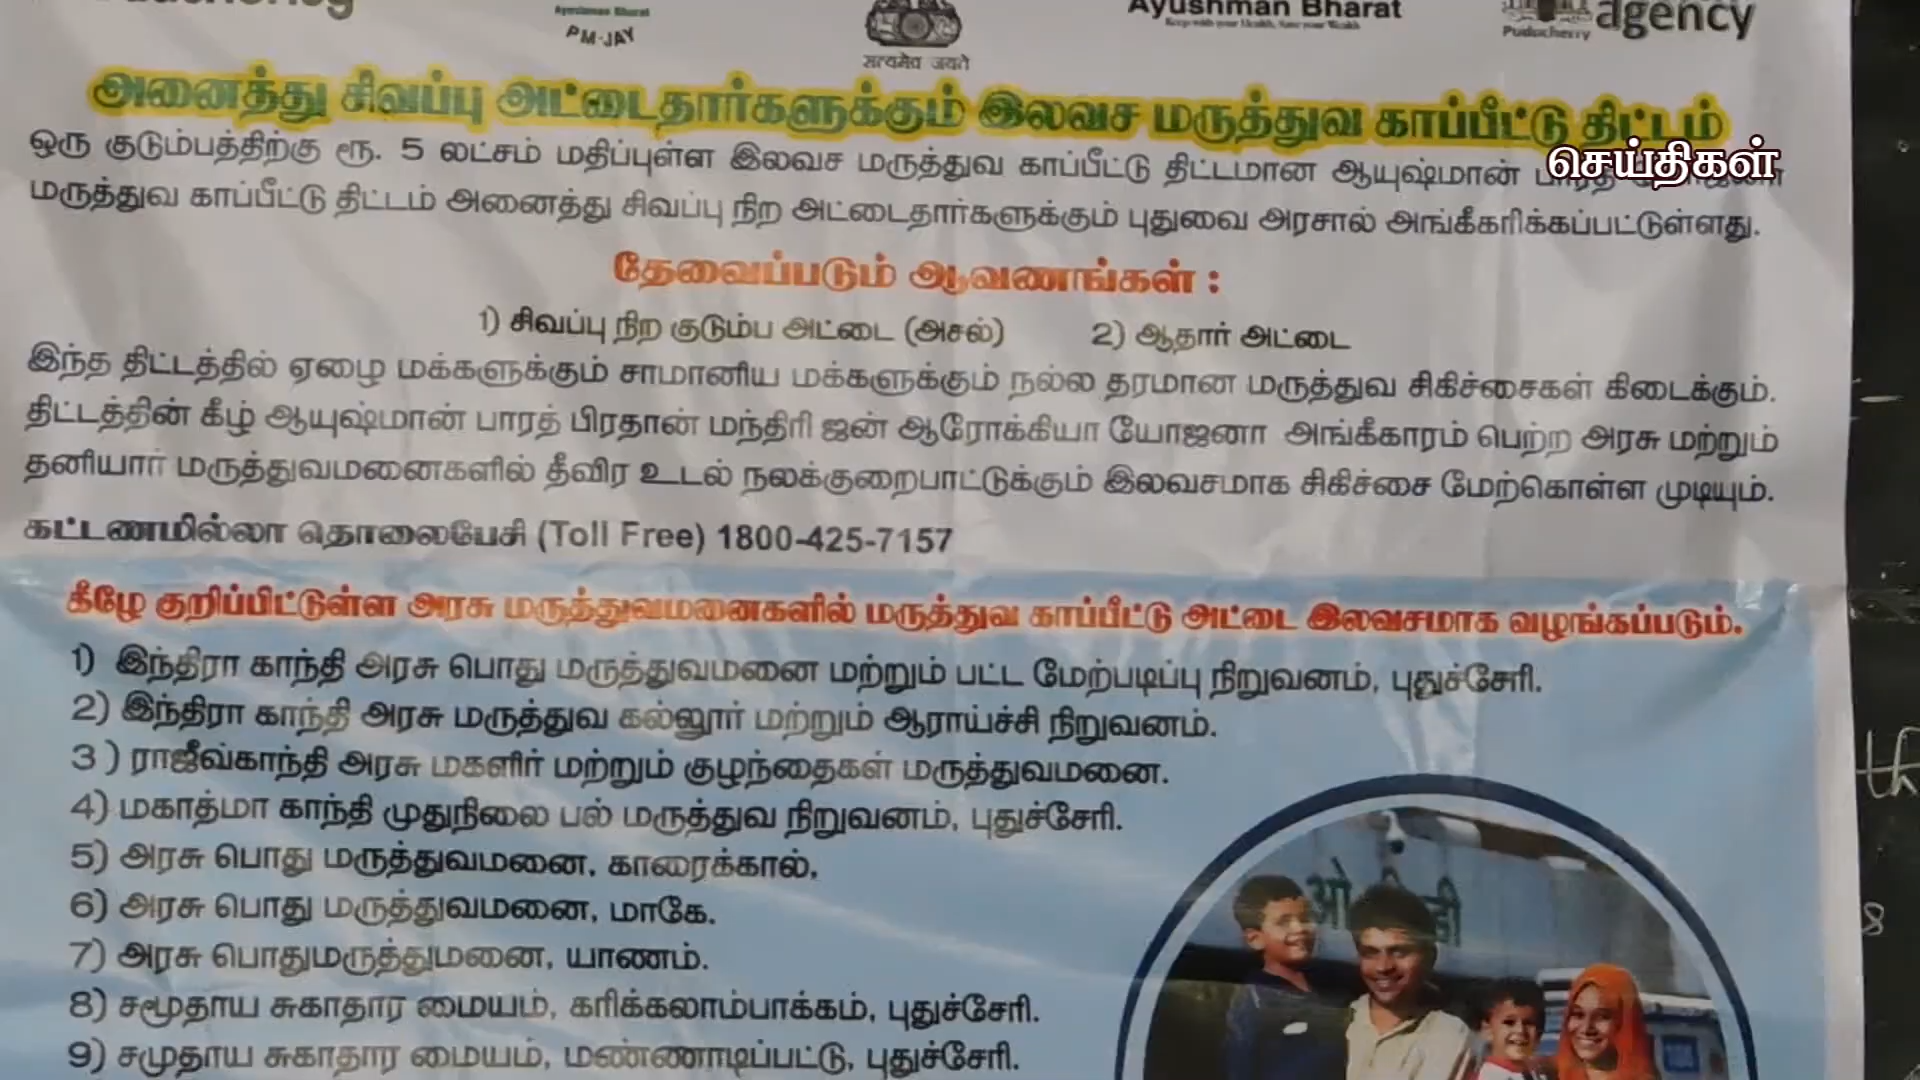 Ayushman Bharat
PM-JAY
सत्यमेव जयते
Ayushman Bharat
Puducherry
agency
அனைத்து சிவப்பு அட்டைதார்களுக்கும் இலவச மருத்துவ காப்பீட்டு திட்டம்
செய்திகள்
ஒரு குடும்பத்திற்கு ரூ. 5 லட்சம் மதிப்புள்ள இலவச மருத்துவ காப்பீட்டு திட்டமான ஆயுஷ்மான்
மருத்துவ காப்பீட்டு திட்டம் அனைத்து சிவப்பு நிற அட்டைதார்களுக்கும் புதுவை அரசால் அங்கீகரிக்கப்பட்டுள்ளது.
தேவைப்படும் ஆவணங்கள் :
1) சிவப்பு நிற குடும்ப அட்டை (அசல்) 2) ஆதார் அட்டை
இந்த திட்டத்தில் ஏழை மக்களுக்கும் சாமானிய மக்களுக்கும் நல்ல தரமான மருத்துவ சிகிச்சைகள் கிடைக்கும்.
திட்டத்தின் கீழ் ஆயுஷ்மான் பாரத் பிரதான் மந்திரி ஜன் ஆரோக்கியா யோஜனா அங்கீகாரம் பெற்ற அரசு மற்றும்
தனியார் மருத்துவமனைகளில் தீவிர உடல் நலக்குறைபாட்டுக்கும் இலவசமாக சிகிச்சை மேற்கொள்ள முடியும்.
கட்டணமில்லா தொலைபேசி (Toll Free) 1800-425-7157
கீழே குறிப்பிட்டுள்ள அரசு மருத்துவமனைகளில் மருத்துவ காப்பீட்டு அட்டை இலவசமாக வழங்கப்படும்.
1) இந்திரா காந்தி அரசு பொது மருத்துவமனை மற்றும் பட்ட மேற்படிப்பு நிறுவனம், புதுச்சேரி.
2) இந்திரா காந்தி அரசு மருத்துவ கல்லூர் மற்றும் ஆராய்ச்சி நிறுவனம்.
3 ) ராஜீவ்காந்தி அரசு மகளிர் மற்றும் குழந்தைகள் மருத்துவமனை.
4) மகாத்மா காந்தி முதுநிலை பல் மருத்துவ நிறுவனம், புதுச்சேரி.
5) அரசு பொது மருத்துவமனை, காரைக்கால்,
6) அரசு பொது மருத்துவமனை, மாகே.
7) அரசு பொதுமருத்துமனை, யாணம்.
8) சமூதாய சுகாதார மையம், கரிக்கலாம்பாக்கம், புதுச்சேரி.
9) சமுதாய சுகாதார மையம், மண்ணாடிப்பட்டு, புதுச்சேரி.